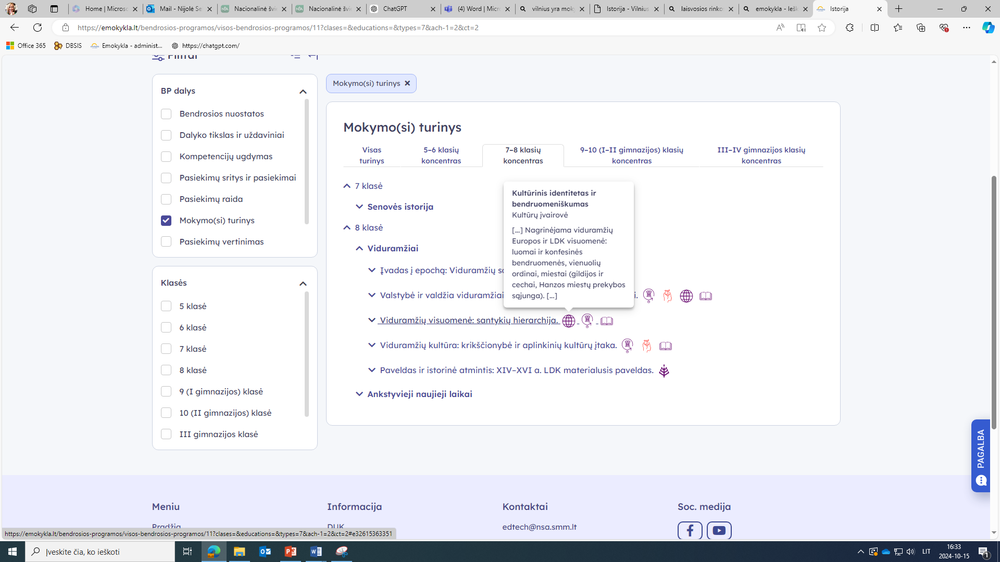 Home | Microso
Mail - Nijolė Se
Nacionalinė švie
Nacionalinė švie
ChatGPT
(4) Word | Micro
vilnius yra moky
Istorija - Vilnius
laisvosios rinkos
emokykla - Iešk
Istorija
https://emokykla.lt/bendrosios-programos/visos-bendrosios-programos/11?clases=&educations=&types=7&ach-1=2&ct=2
Office 365
DBSIS
Emokykla - administ...
https://chatgpt.com/
Filtrai
BP dalys
Bendrosios nuostatos
Dalyko tikslas ir uždaviniai
Kompetencijų ugdymas
Pasiekimų sritys ir pasiekimai
Pasiekimų raida
Mokymo(si) turinys
Pasiekimų vertinimas
Klasės
5 klasė
6 klasė
7 klasė
8 klasė
9 (I gimnazijos) klasė
10 (II gimnazijos) klasė
III gimnazijos klasė
Mokymo(si) turinys
Mokymo(si) turinys
Visas turinys
5–6 klasių koncentras
7–8 klasių koncentras
9–10 (I–II gimnazijos) klasių koncentras
III–IV gimnazijos klasių koncentras
7 klasė
Senovės istorija
8 klasė
Viduramžiai
Įvadas į epochą: Viduramžių
Valstybė ir valdžia viduramžiai
Kultūrinis identitetas ir
bendruomeniškumas
Kultūrų įvairovė
[...] Nagrinėjama viduramžių
Europos ir LDK visuomenė:
luomai ir konfesinės
bendruomenės, vienuolių
ordinai, miestai (gildijos ir
cechai, Hanzos miestų prekybos
sąjunga). [...]
Viduramžių visuomenė: santykių hierarchija.
Viduramžių kultūra: krikščionybė ir aplinkinių kultūrų įtaka.
Paveldas ir istorinė atmintis: XIV–XVI a. LDK materialusis paveldas.
Ankstyvieji naujieji laikai
PAGALBA
Meniu
Pradžia
Informacija
DUK
Kontaktai
edtech@nsa.smm.lt
Soc. medija
https://emokykla.lt/bendrosios-programos/visos-bendrosios-programos/11?clases=&educations=&types=7&ach-1=2&ct=2#e32615363351
Įveskite čia, ko ieškoti
LIT
16:33
2024-10-15
1